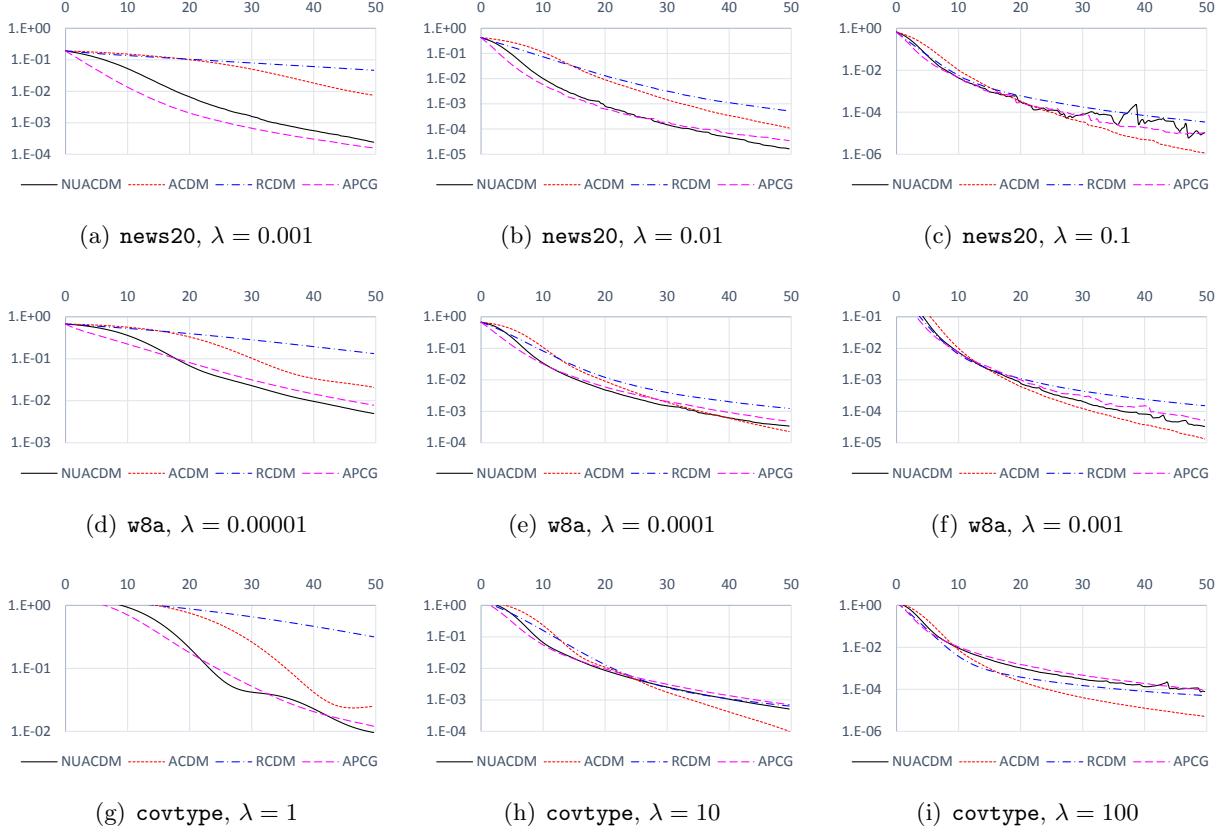 0 10 20 30 40 50
1.E+00
1.E-01
1.E-02
1.E-03
1.E-04
NUACDM ACDM RCDM APCG
(a) news20, λ = 0.001
0 10 20 30 40 50
1.E+00
1.E-01
1.E-02
1.E-03
1.E-04
1.E-05
NUACDM ACDM RCDM APCG
(b) news20, λ = 0.01
0 10 20 30 40 50
1.E+00
1.E-02
1.E-04
1.E-06
NUACDM ACDM RCDM APCG
(c) news20, λ = 0.1
0 10 20 30 40 50
1.E+00
1.E-01
1.E-02
1.E-03
NUACDM ACDM RCDM APCG
(d) w8a, λ = 0.00001
0 10 20 30 40 50
1.E+00
1.E-01
1.E-02
1.E-03
1.E-04
NUACDM ACDM RCDM APCG
(e) w8a, λ = 0.0001
0 10 20 30 40 50
1.E-01
1.E-02
1.E-03
1.E-04
1.E-05
NUACDM ACDM RCDM APCG
(f) w8a, λ = 0.001
0 10 20 30 40 50
1.E+00
1.E-01
1.E-02
NUACDM ACDM RCDM APCG
(g) covtype, λ = 1
0 10 20 30 40 50
1.E+00
1.E-01
1.E-02
1.E-03
1.E-04
NUACDM ACDM RCDM APCG
(h) covtype, λ = 10
0 10 20 30 40 50
1.E+00
1.E-02
1.E-04
1.E-06
NUACDM ACDM RCDM APCG
(i) covtype, λ = 100